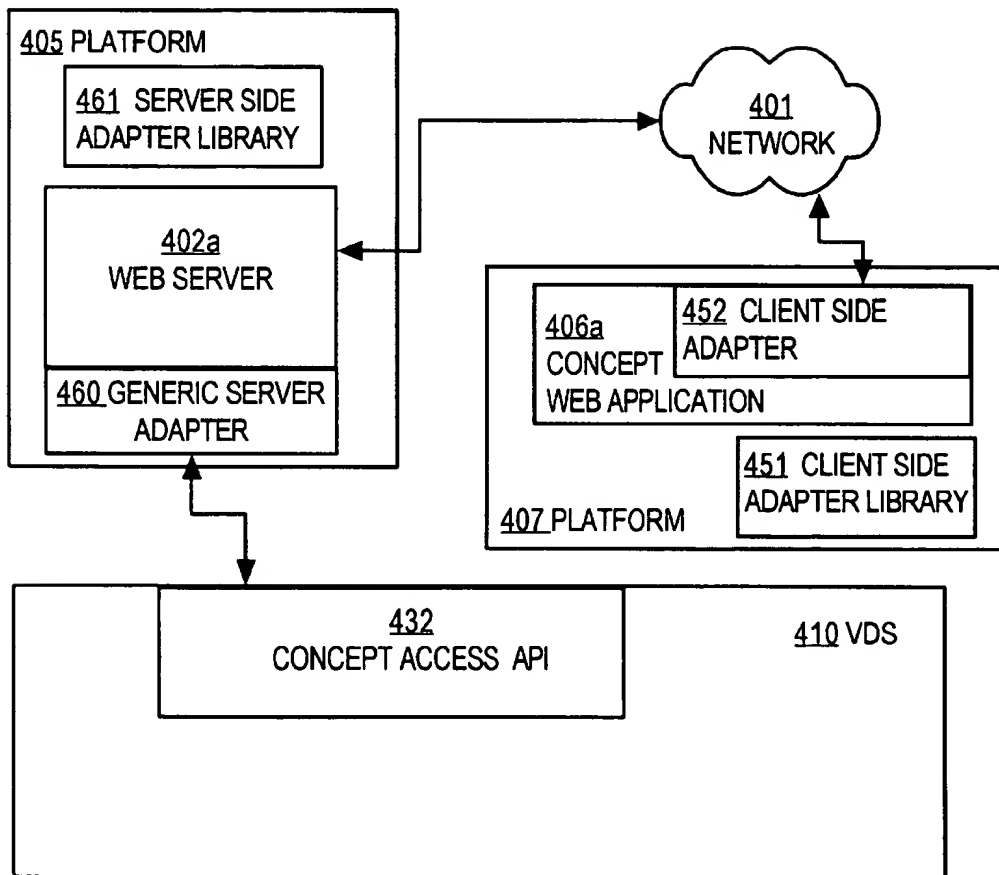 405 PLATFORM
461 SERVER SIDE
ADAPTER LIBRARY
402a
WEB SERVER
460 GENERIC SERVER
ADAPTER
401
NETWORK
452 CLIENT SIDE
ADAPTER
406a
CONCEPT
WEB APPLICATION
451 CLIENT SIDE
ADAPTER LIBRARY
407 PLATFORM
432
CONCEPT ACCESS API
410 VDS